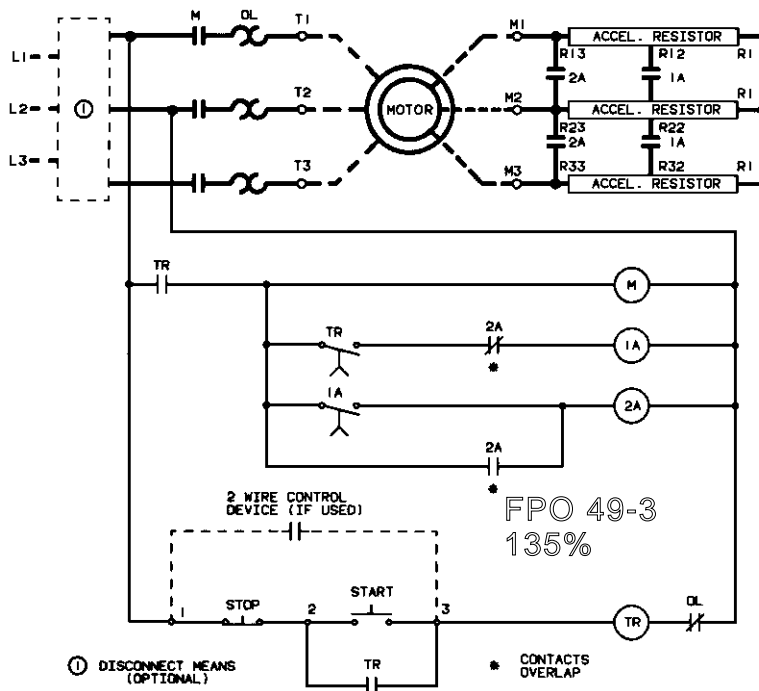 M OL T1 M1 ACCEL. RESISTOR
R13 R12 R1
L1 2A 1A
L2 1 T2 MOTOR M2 ACCEL. RESISTOR R1
R23 R22
2A 1A
L3 T3 M3 R33 R32 R1
ACCEL. RESISTOR
TR M
TR 2A 1A
*
1A 2A
2A
*
2 WIRE CONTROL
DEVICE (IF USED)
FPO 49-3
135%
1 STOP 2 START 3 TR OL
TR
1 DISCONNECT MEANS
(OPTIONAL)
* CONTACTS
OVERLAP